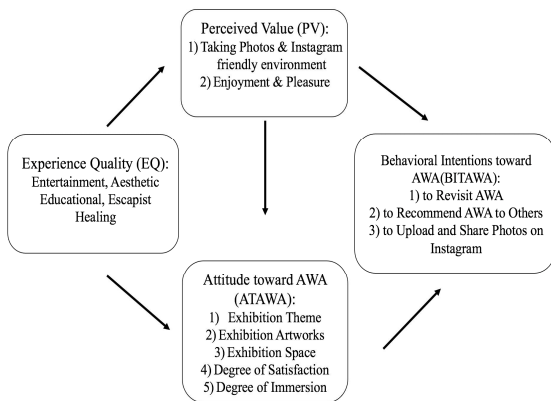 Perceived Value (PV):
1) Taking Photos & Instagram
friendly environment
2) Enjoyment & Pleasure
Experience Quality (EQ):
Entertainment, Aesthetic
Educational, Escapist
Healing
Behavioral Intentions toward
AWA(BITAWA):
1) to Revisit AWA
2) to Recommend AWA to Others
3) to Upload and Share Photos on
Instagram
Attitude toward AWA
(ATAWA):
1) Exhibition Theme
2) Exhibition Artworks
3) Exhibition Space
4) Degree of Satisfaction
5) Degree of Immersion